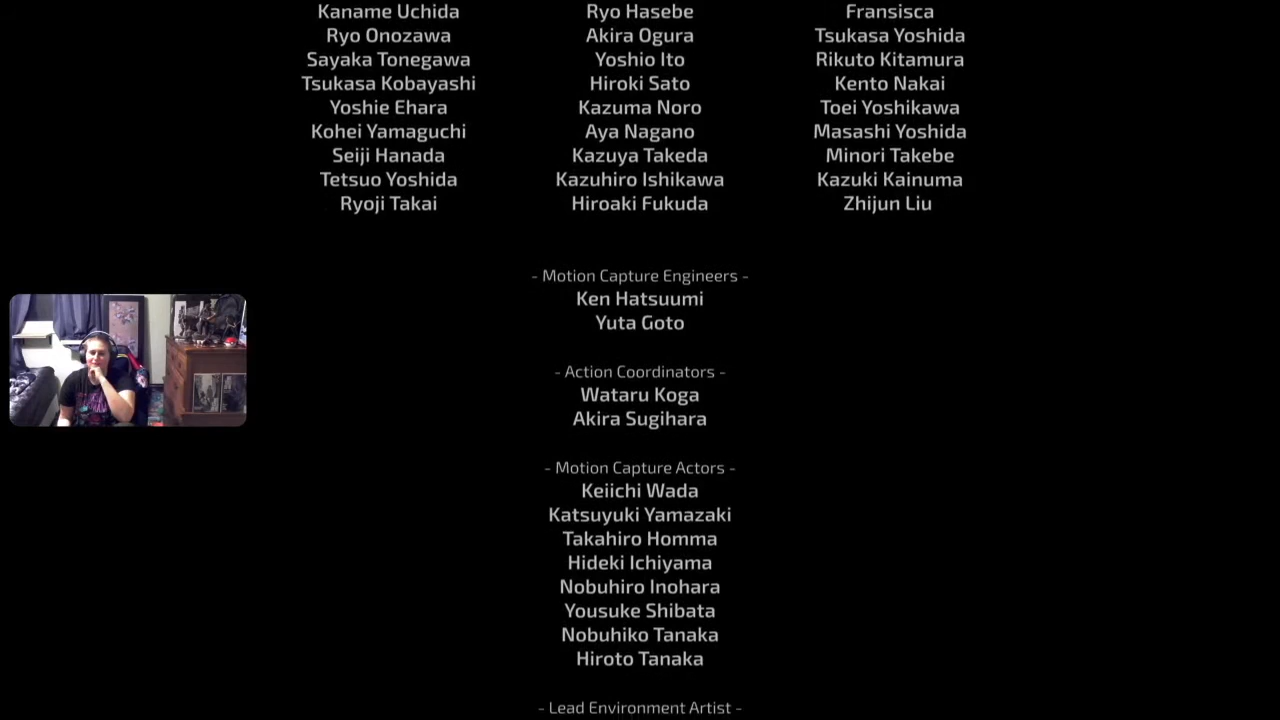 Kaname Uchida
Ryo Onozawa
Sayaka Tonegawa
Tsukasa Kobayashi
Yoshie Ehara
Kohei Yamaguchi
Seiji Hanada
Tetsuo Yoshida
Ryoji Takai
Ryo Hasebe
Akira Ogura
Yoshio Ito
Hiroki Sato
Kazuma Noro
Aya Nagano
Kazuya Takeda
Kazuhiro Ishikawa
Hiroaki Fukuda
Fransisca
Tsukasa Yoshida
Rikuto Kitamura
Kento Nakai
Toei Yoshikawa
Masashi Yoshida
Minori Takebe
Kazuki Kainuma
Zhijun Liu
- Motion Capture Engineers -
Ken Hatsuumi
Yuta Goto
- Action Coordinators -
Wataru Koga
Akira Sugihara
- Motion Capture Actors -
Keiichi Wada
Katsuyuki Yamazaki
Takahiro Homma
Hideki Ichiyama
Nobuhiro Inohara
Yousuke Shibata
Nobuhiko Tanaka
Hiroto Tanaka
- Lead Environment Artist -